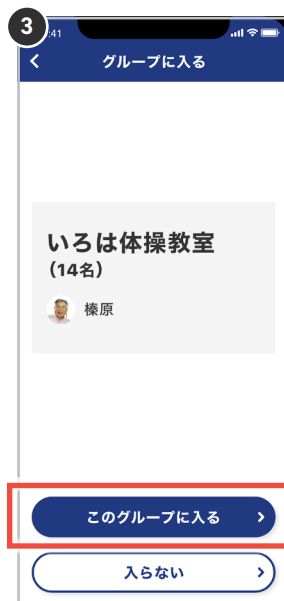 3
:41
グループに入る
いろは体操教室
（14名）
榛原
このグループに入る
入らない